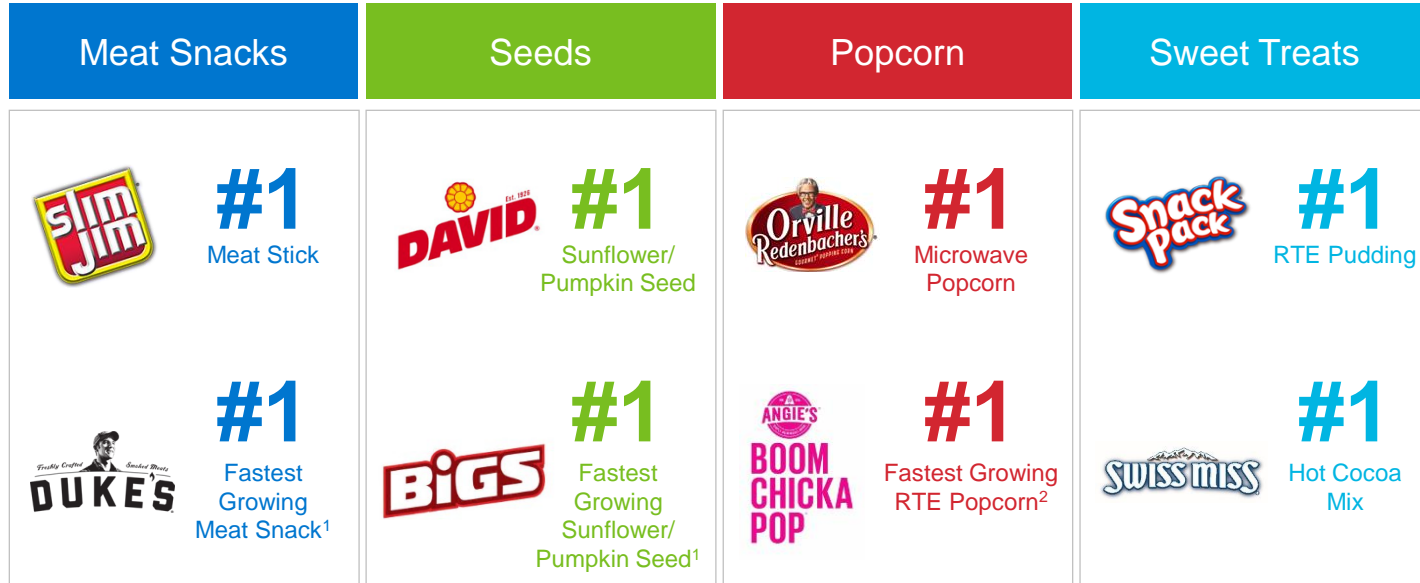 Meat Snacks
Seeds
Popcorn
Sweet Treats
slim
Jim
#1
Meat Stick
Est. 1926
DAVID
#1
Sunflower/
Pumpkin Seed
Orville
Redenbacher's
GOURMET® POPPING CORN
#1
Microwave
Popcorn
Snack
Pack
#1
RTE Pudding
Freshly Crafted Smoked Meats
DUKE'S
#1
Fastest
Growing
Meat Snack¹
BiGS
#1
Fastest
Growing
Sunflower/
Pumpkin Seed¹
ANGIE'S
BOOM
CHICKA
POP
#1
Fastest Growing
RTE Popcorn²
SWISS MISS
#1
Hot Cocoa
Mix